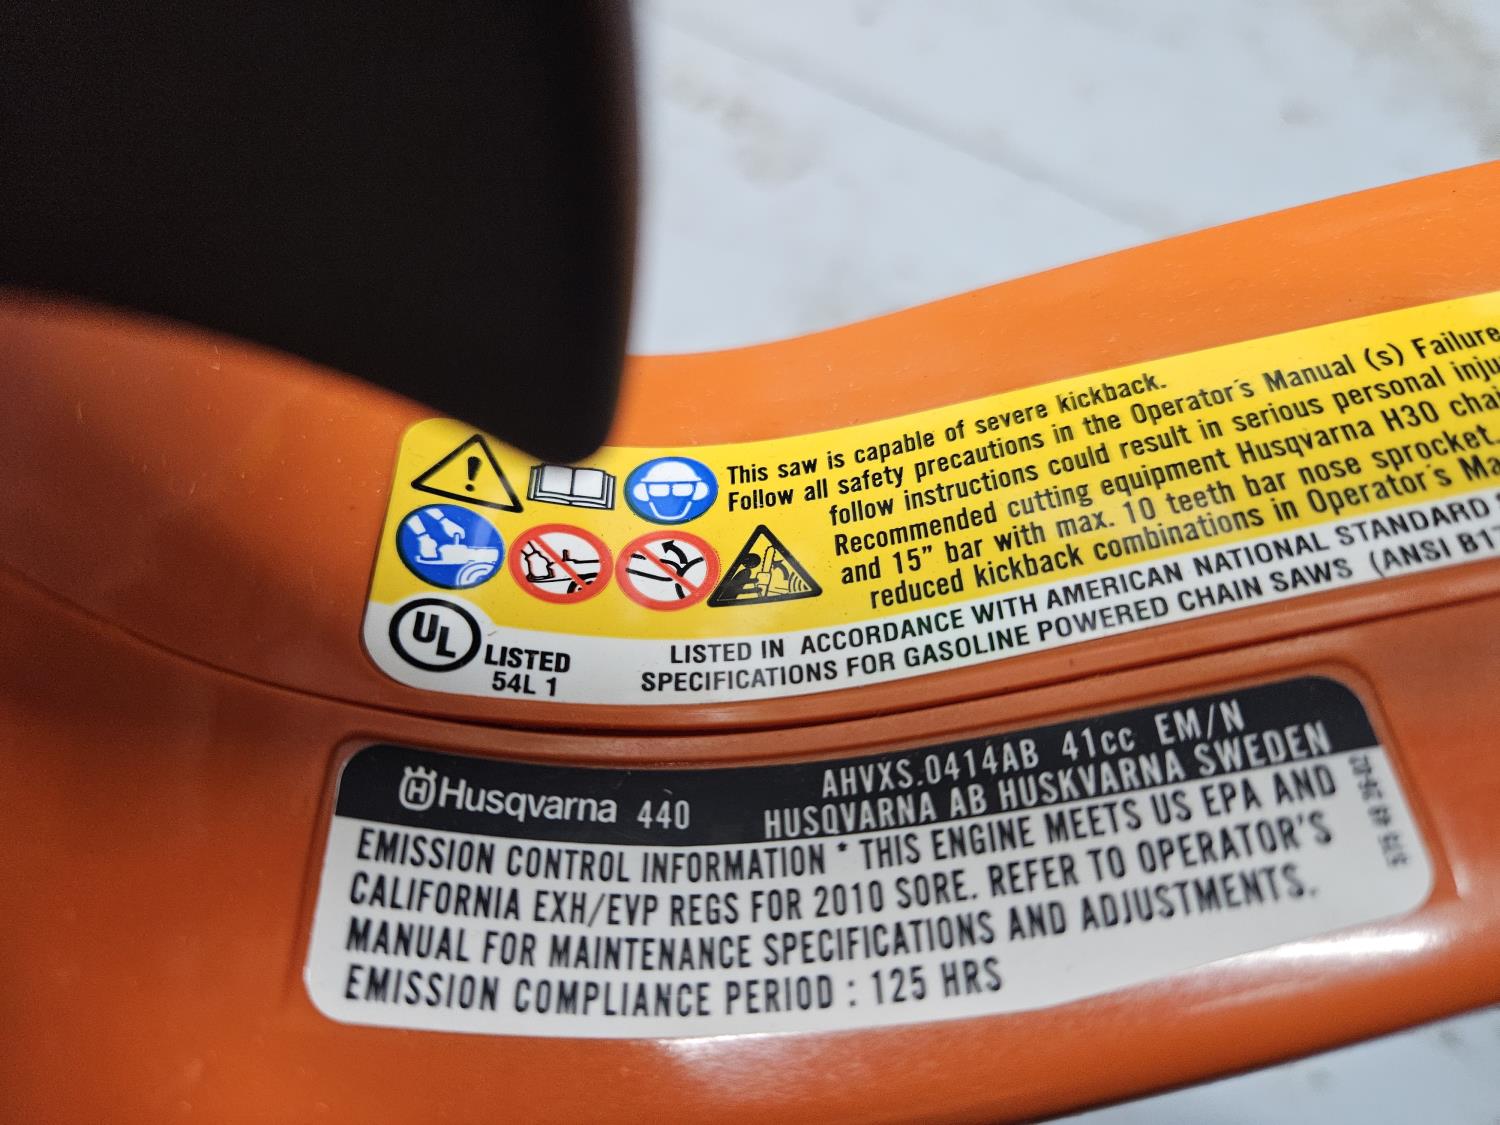 This saw is capable of severe kickback.
Follow all safety precautions in the Operator's Manual (s) Failure
follow instructions could result in serious personal inju
Recommended cutting equipment Husqvarna H30 chai
and 15" bar with max. 10 teeth bar nose sprocket.
reduced kickback combinations in Operator's Ma
UL
LISTED
54L 1
LISTED IN ACCORDANCE WITH AMERICAN NATIONAL STANDARD
SPECIFICATIONS FOR GASOLINE POWERED CHAIN SAWS (ANSI B17
Husqvarna 440
AHVXS.0414AB 41cc EM/N
HUSQVARNA AB HUSKVARNA SWEDEN
EMISSION CONTROL INFORMATION * THIS ENGINE MEETS US EPA AND
CALIFORNIA EXH/EVP REGS FOR 2010 SORE. REFER TO OPERATOR'S
MANUAL FOR MAINTENANCE SPECIFICATIONS AND ADJUSTMENTS.
EMISSION COMPLIANCE PERIOD : 125 HRS